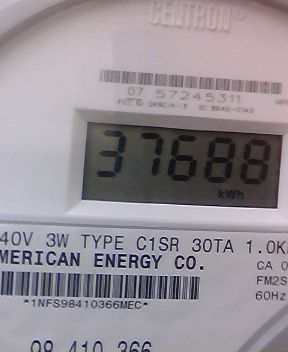 CENTRON®
07 57245311
37688
kWh
40V 3W TYPE C1SR 30TA 1.0K
MERICAN ENERGY CO.
CA 0
FM2S
60Hz
*1NFS98410366MEC*
98 410 366